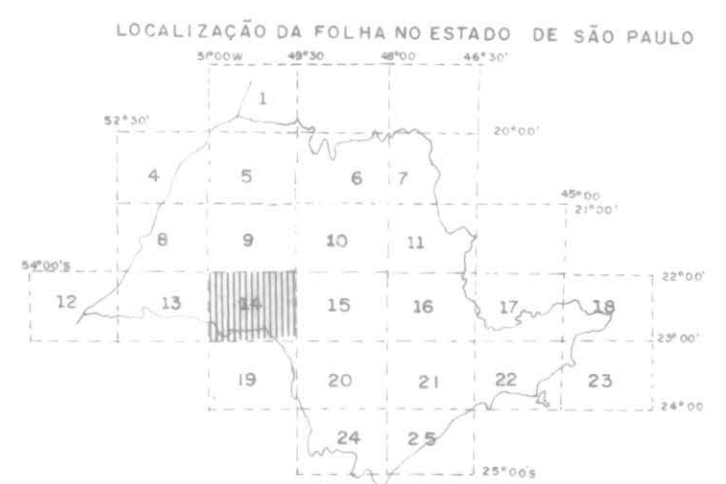 LOCALIZAÇÃO DA FOLHA NO ESTADO DE SÃO PAULO
51°00W 49°30 48°00 46°30'
1
52°30' 20°00'
4 5 6 7
45°00
21°00'
8 9 10 11
54°00'S 22°00'
12 13 14 15 16 17 18
23°00'
19 20 21 22 23
24°00
24 25
25°00'S